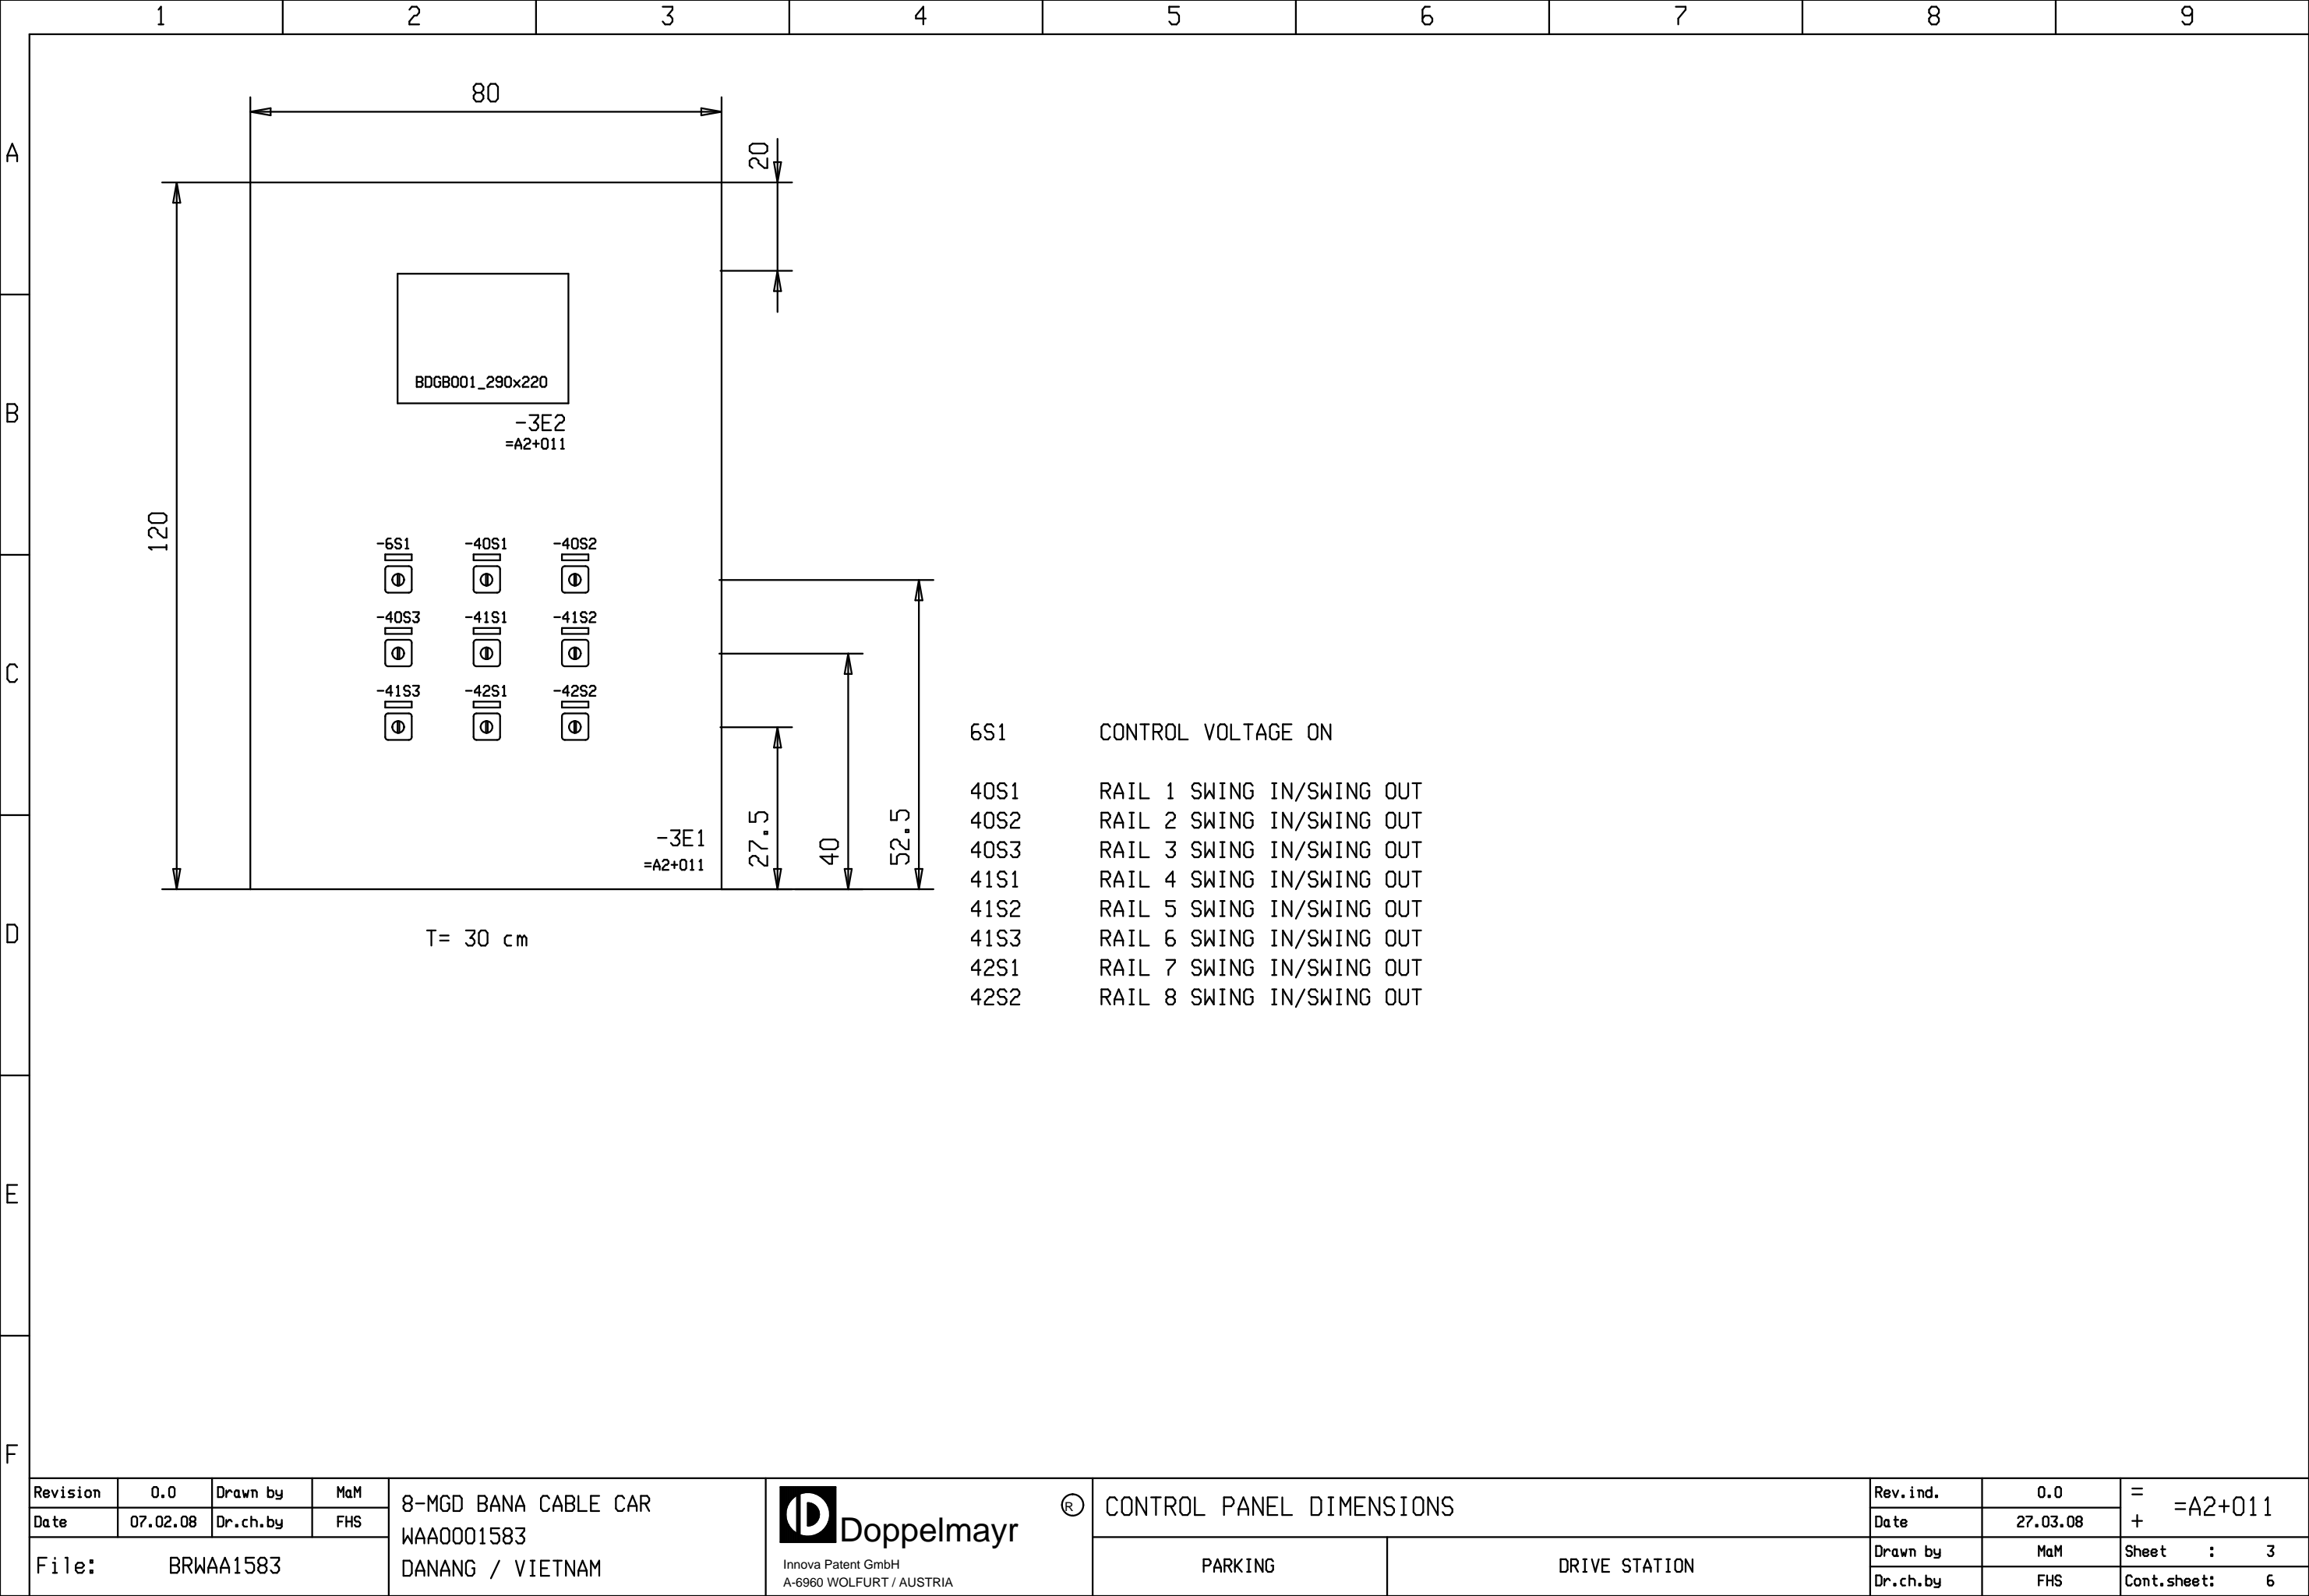 1 2 3 4 5 6 7 8 9
A
B
C
D
E
F
80
20
120
BDGB001_290x220
-3E2
=A2+011
-6S1 -40S1 -40S2
-40S3 -41S1 -41S2
-41S3 -42S1 -42S2
-3E1
=A2+011
27.5
40
52.5
T= 30 cm
6S1 CONTROL VOLTAGE ON
40S1 RAIL 1 SWING IN/SWING OUT
40S2 RAIL 2 SWING IN/SWING OUT
40S3 RAIL 3 SWING IN/SWING OUT
41S1 RAIL 4 SWING IN/SWING OUT
41S2 RAIL 5 SWING IN/SWING OUT
41S3 RAIL 6 SWING IN/SWING OUT
42S1 RAIL 7 SWING IN/SWING OUT
42S2 RAIL 8 SWING IN/SWING OUT
Revision 0.0 Drawn by MaM
Date 07.02.08 Dr.ch.by FHS
File: BRWAA1583
8-MGD BANA CABLE CAR
WAA0001583
DANANG / VIETNAM
Doppelmayr ®
Innova Patent GmbH
A-6960 WOLFURT / AUSTRIA
CONTROL PANEL DIMENSIONS
PARKING DRIVE STATION
Rev.ind. 0.0
Date 27.03.08
Drawn by MaM
Dr.ch.by FHS
=
+
=A2+011
Sheet : 3
Cont.sheet: 6